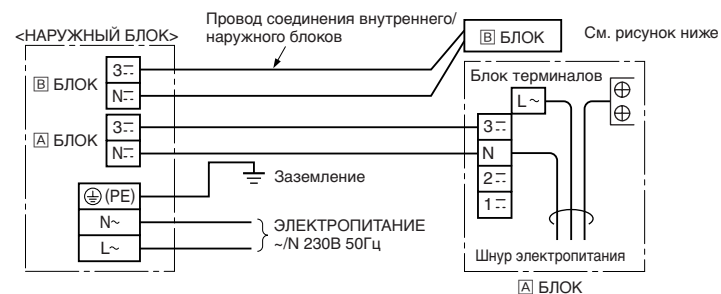 Провод соединения внутреннего/
наружного блоков
<НАРУЖНЫЙ БЛОК>
B БЛОК
См. рисунок ниже
B БЛОК
3⎓
N⎓
A БЛОК
3⎓
N⎓
Блок терминалов
L~
3⎓
N
2⎓
1⎓
(PE)
Заземление
N~
L~
ЭЛЕКТРОПИТАНИЕ
~/N 230В 50Гц
Шнур электропитания
A БЛОК